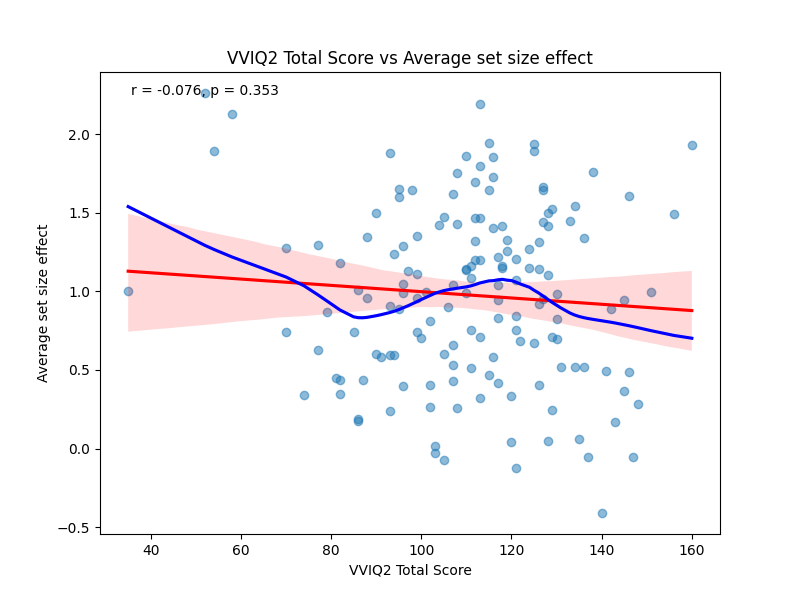 VVIQ2 Total Score vs Average set size effect
r = -0.076, p = 0.353
2.0
1.5
1.0
0.5
0.0
−0.5
Average set size effect
40 60 80 100 120 140 160
VVIQ2 Total Score